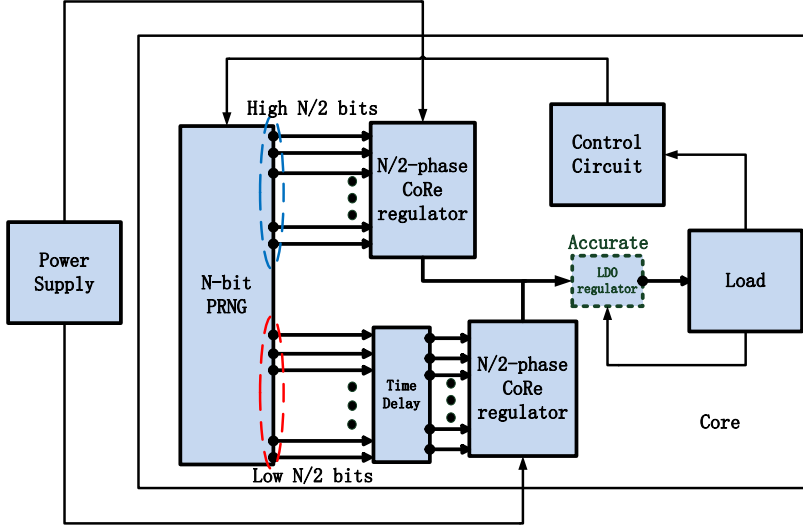 High N/2 bits
N/2-phase
CoRe
regulator
Control
Circuit
Power
Supply
N-bit
PRNG
Accurate
LDO
regulator
Load
Time
Delay
N/2-phase
CoRe
regulator
Core
Low N/2 bits